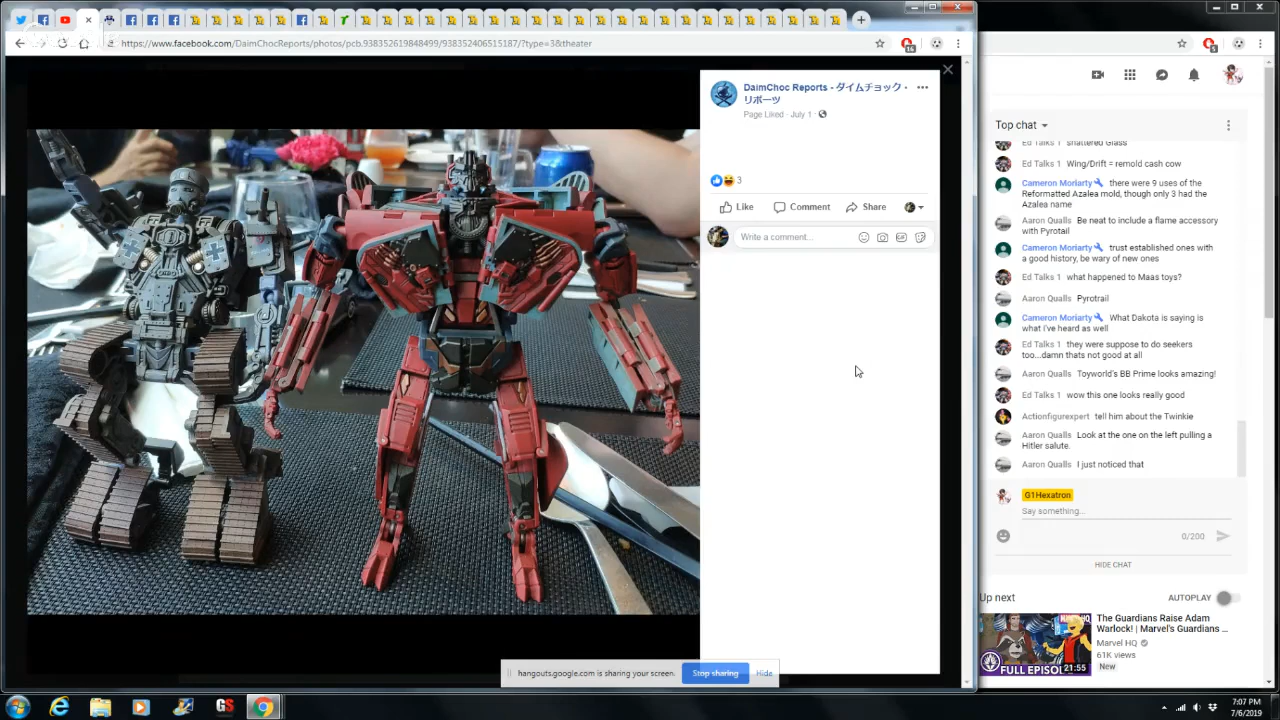 https://www.facebook.com/DaimChocReports/photos/pcb.938352619848499/938352406515187/?type=3&theater
16
5
DaimChoc Reports - ダイムチョック・
リポーツ
Page Liked · July 1 ·
3
Like
Comment
Share
Write a comment...
GIF
Top chat
Ed Talks 1 shattered Glass
Ed Talks 1 Wing/Drift = remold cash cow
Cameron Moriarty there were 9 uses of the
Reformatted Azalea mold, though only 3 had the
Azalea name
Aaron Qualls Be neat to include a flame accessory
with Pyrotrail
Cameron Moriarty trust established ones with
a good history, be wary of new ones
Ed Talks 1 what happened to Maas toys?
Aaron Qualls Pyrotrail
Cameron Moriarty What Dakota is saying is
what i've heard as well
Ed Talks 1 they were suppose to do seekers
too...damn thats not good at all
Aaron Qualls Toyworld's BB Prime looks amazing!
Ed Talks 1 wow this one looks really good
Actionfigurexpert tell him about the Twinkie
Aaron Qualls Look at the one on the left pulling a
Hitler salute.
Aaron Qualls I just noticed that
G1Hexatron
Say something...
0/200
HIDE CHAT
Up next
AUTOPLAY
The Guardians Raise Adam
Warlock! | Marvel's Guardians ...
Marvel HQ
61K views
New
FULL EPISO
21:55
hangouts.google.com is sharing your screen.
Stop sharing
Hide
GS
7:07 PM
7/6/2019